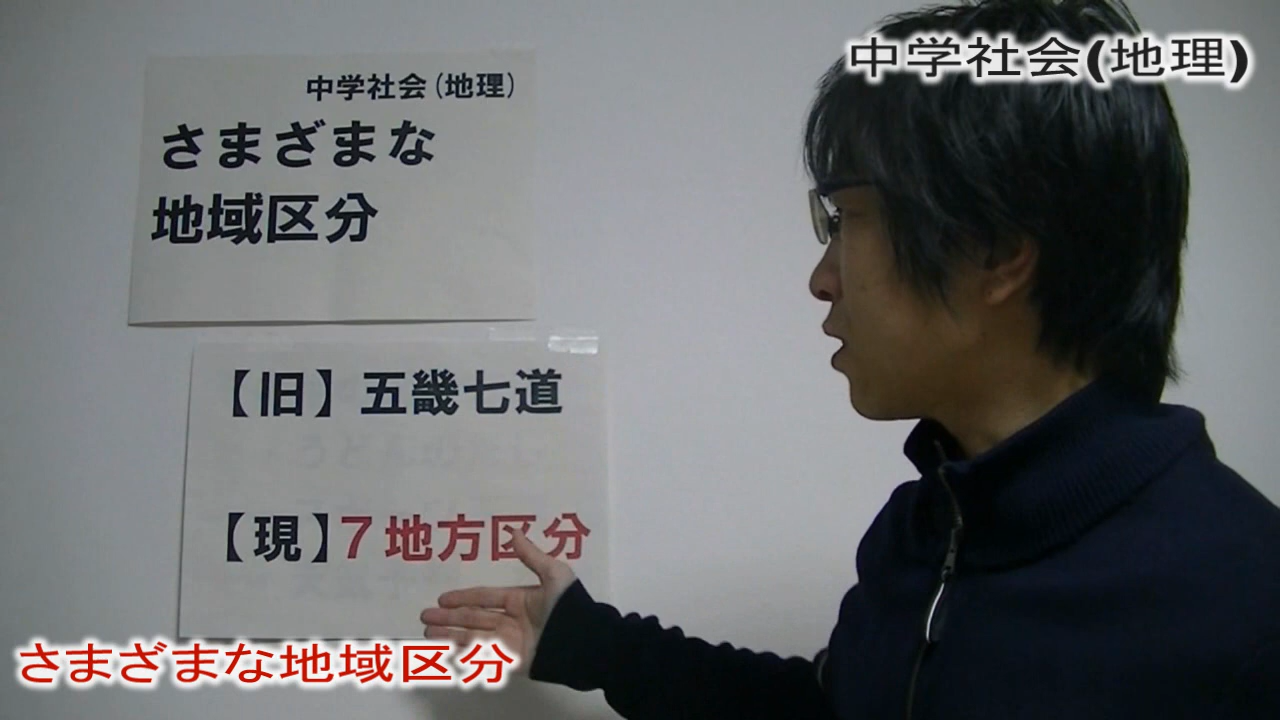 中学社会(地理)
中学社会(地理)
さまざまな
地域区分
【旧】五畿七道
【現】7地方区分
さまざまな地域区分